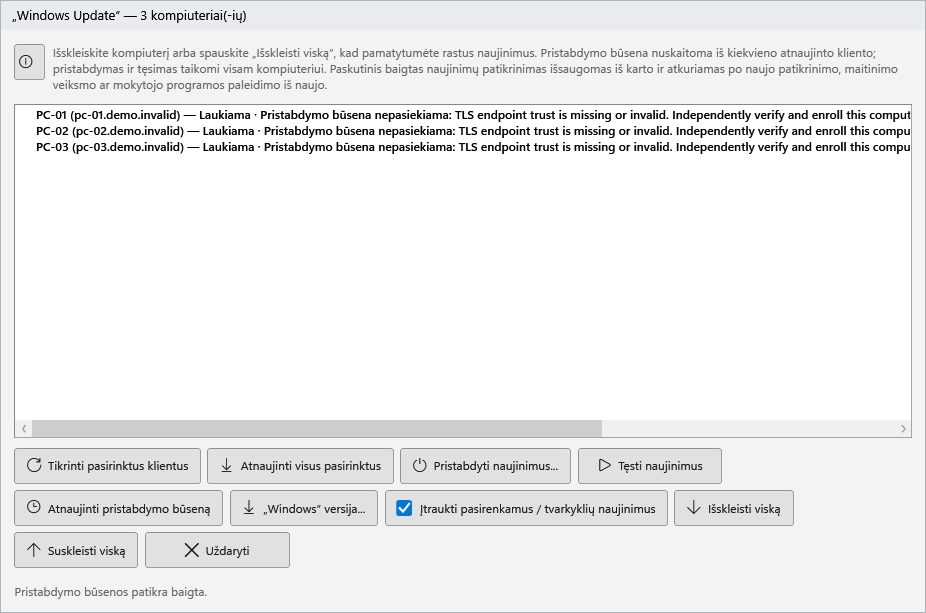 „Windows Update“ — 3 kompiuteriai(-ių)
Išskleiskite kompiuterį arba spauskite „Išskleisti viską“, kad pamatytumėte rastus naujinimus. Pristabdymo būsena nuskaitoma iš kiekvieno atnaujinto kliento;
pristabdymas ir tęsimas taikomi visam kompiuteriui. Paskutinis baigtas naujinimų patikrinimas išsaugomas iš karto ir atkuriamas po naujo patikrinimo, maitinimo
veiksmo ar mokytojo programos paleidimo iš naujo.
PC-01 (pc-01.demo.invalid) — Laukiama · Pristabdymo būsena nepasiekiama: TLS endpoint trust is missing or invalid. Independently verify and enroll this comput
PC-02 (pc-02.demo.invalid) — Laukiama · Pristabdymo būsena nepasiekiama: TLS endpoint trust is missing or invalid. Independently verify and enroll this compu
PC-03 (pc-03.demo.invalid) — Laukiama · Pristabdymo būsena nepasiekiama: TLS endpoint trust is missing or invalid. Independently verify and enroll this compu
Tikrinti pasirinktus klientus
Atnaujinti visus pasirinktus
Pristabdyti naujinimus...
Tęsti naujinimus
Atnaujinti pristabdymo būseną
„Windows“ versija...
Įtraukti pasirenkamus / tvarkyklių naujinimus
Išskleisti viską
Suskleisti viską
Uždaryti
Pristabdymo būsenos patikra baigta.